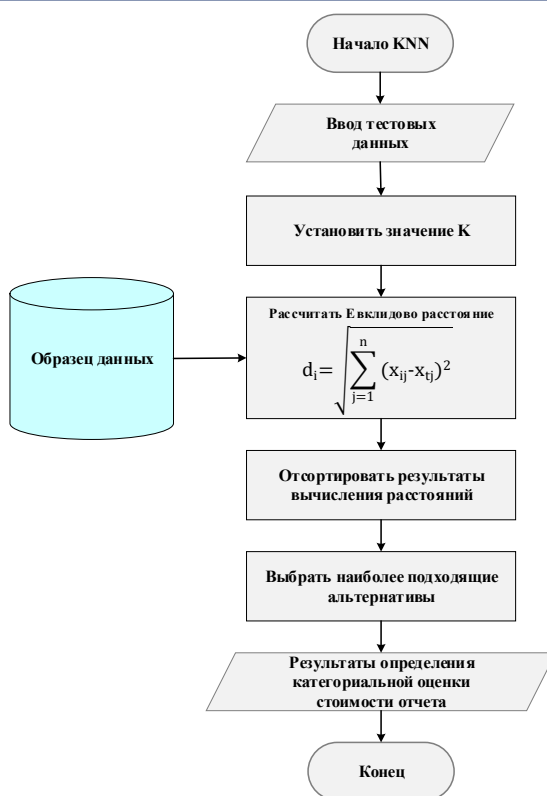 Начало KNN
Ввод тестовых
данных
Установить значение K
Образец данных
Рассчитать Евклидово расстояние
n
dᵢ= √ ∑ (xᵢⱼ-xₜⱼ)²
j=1
Отсортировать результаты
вычисления расстояний
Выбрать наиболее подходящие
альтернативы
Результаты определения
категориальной оценки
стоимости отчета
Конец